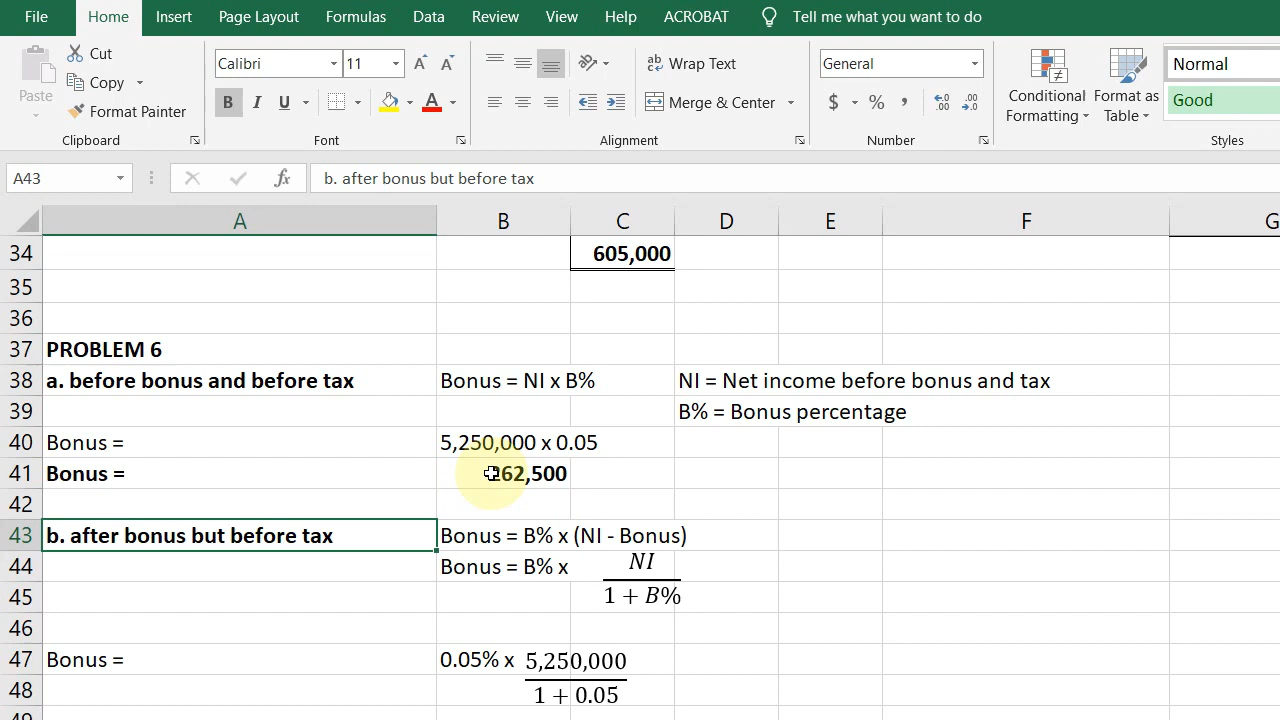 File Home Insert Page Layout Formulas Data Review View Help ACROBAT Tell me what you want to do
Paste
Cut
Copy
Format Painter
Clipboard
Calibri 11 A A
B I U A
Font
ab c Wrap Text
Merge & Center
Alignment
General
$ % , .00 .00
Number
Conditional Formatting
Format as Table
Normal
Good
Styles
A43 fx b. after bonus but before tax
A B C D E F G
34 605,000
35
36
37 PROBLEM 6
38 a. before bonus and before tax Bonus = NI x B% NI = Net income before bonus and tax
39 B% = Bonus percentage
40 Bonus = 5,250,000 x 0.05
41 Bonus = 262,500
42
43 b. after bonus but before tax Bonus = B% x (NI - Bonus)
44 Bonus = B% x NI
45 1 + B%
46
47 Bonus = 0.05% x 5,250,000
48 1 + 0.05
49